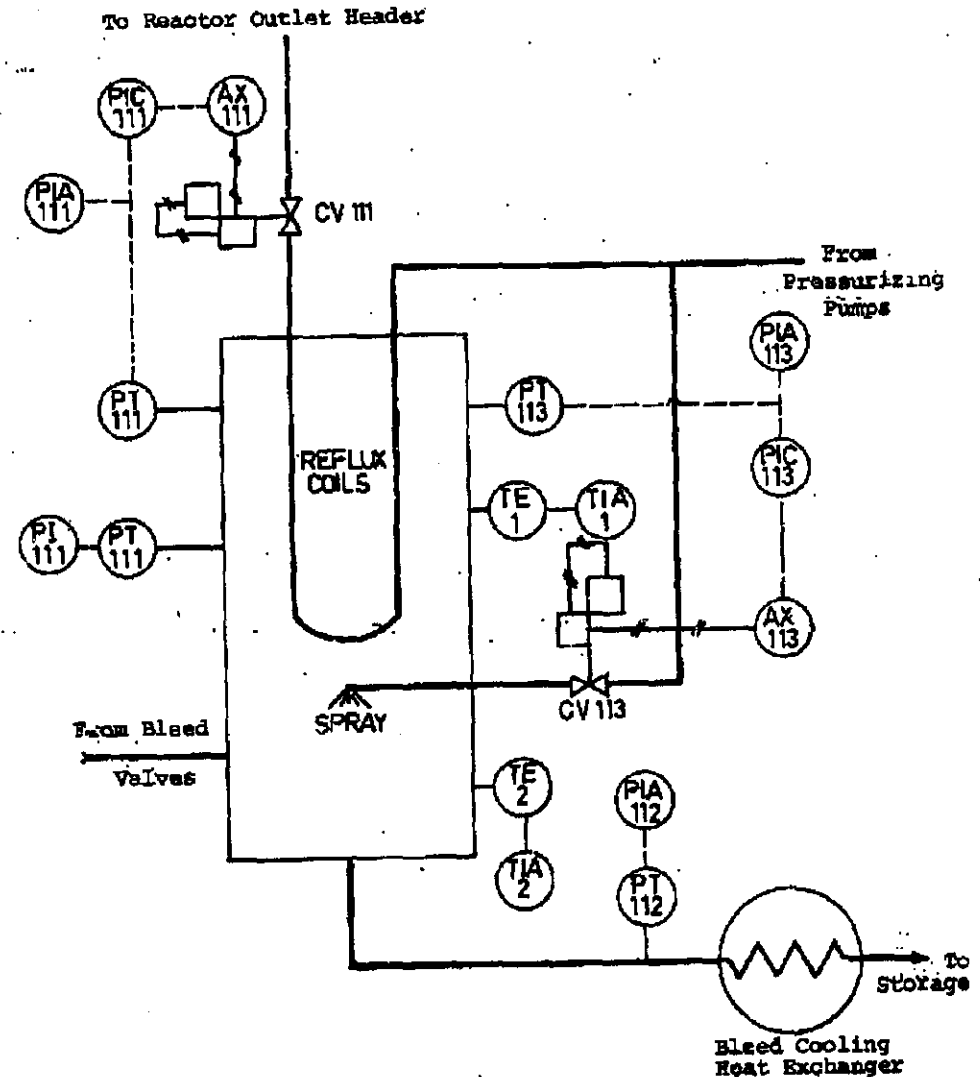 To Reactor Outlet Header
PIC
111
AX
111
PIA
111
CV 111
From
Pressurizing
Pumps
PIA
113
PT
111
PT
113
REFLUX
COILS
PIC
113
TE
1
TIA
1
PI
111
PT
111
AX
113
CV 113
SPRAY
From Bleed
Valves
TE
2
PIA
112
TIA
2
PT
112
To
Storage
Bleed Cooling
Heat Exchanger